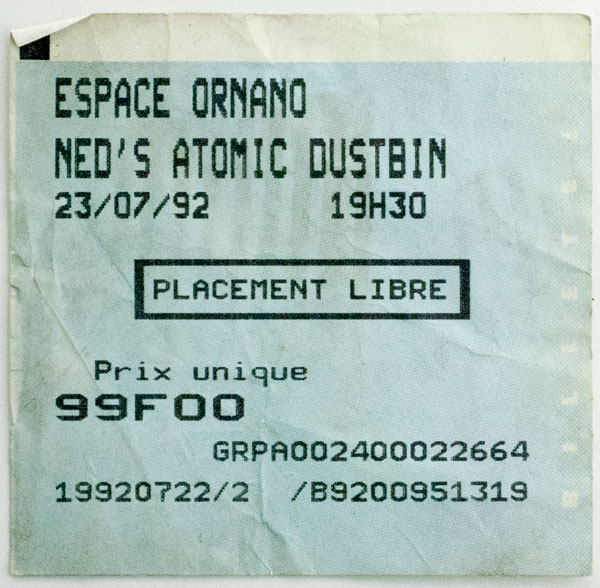 ESPACE ORNANO
NED'S ATOMIC DUSTBIN
23/07/92 19H30
PLACEMENT LIBRE
Prix unique
99F00
GRPA002400022664
19920722/2 /B9200951319